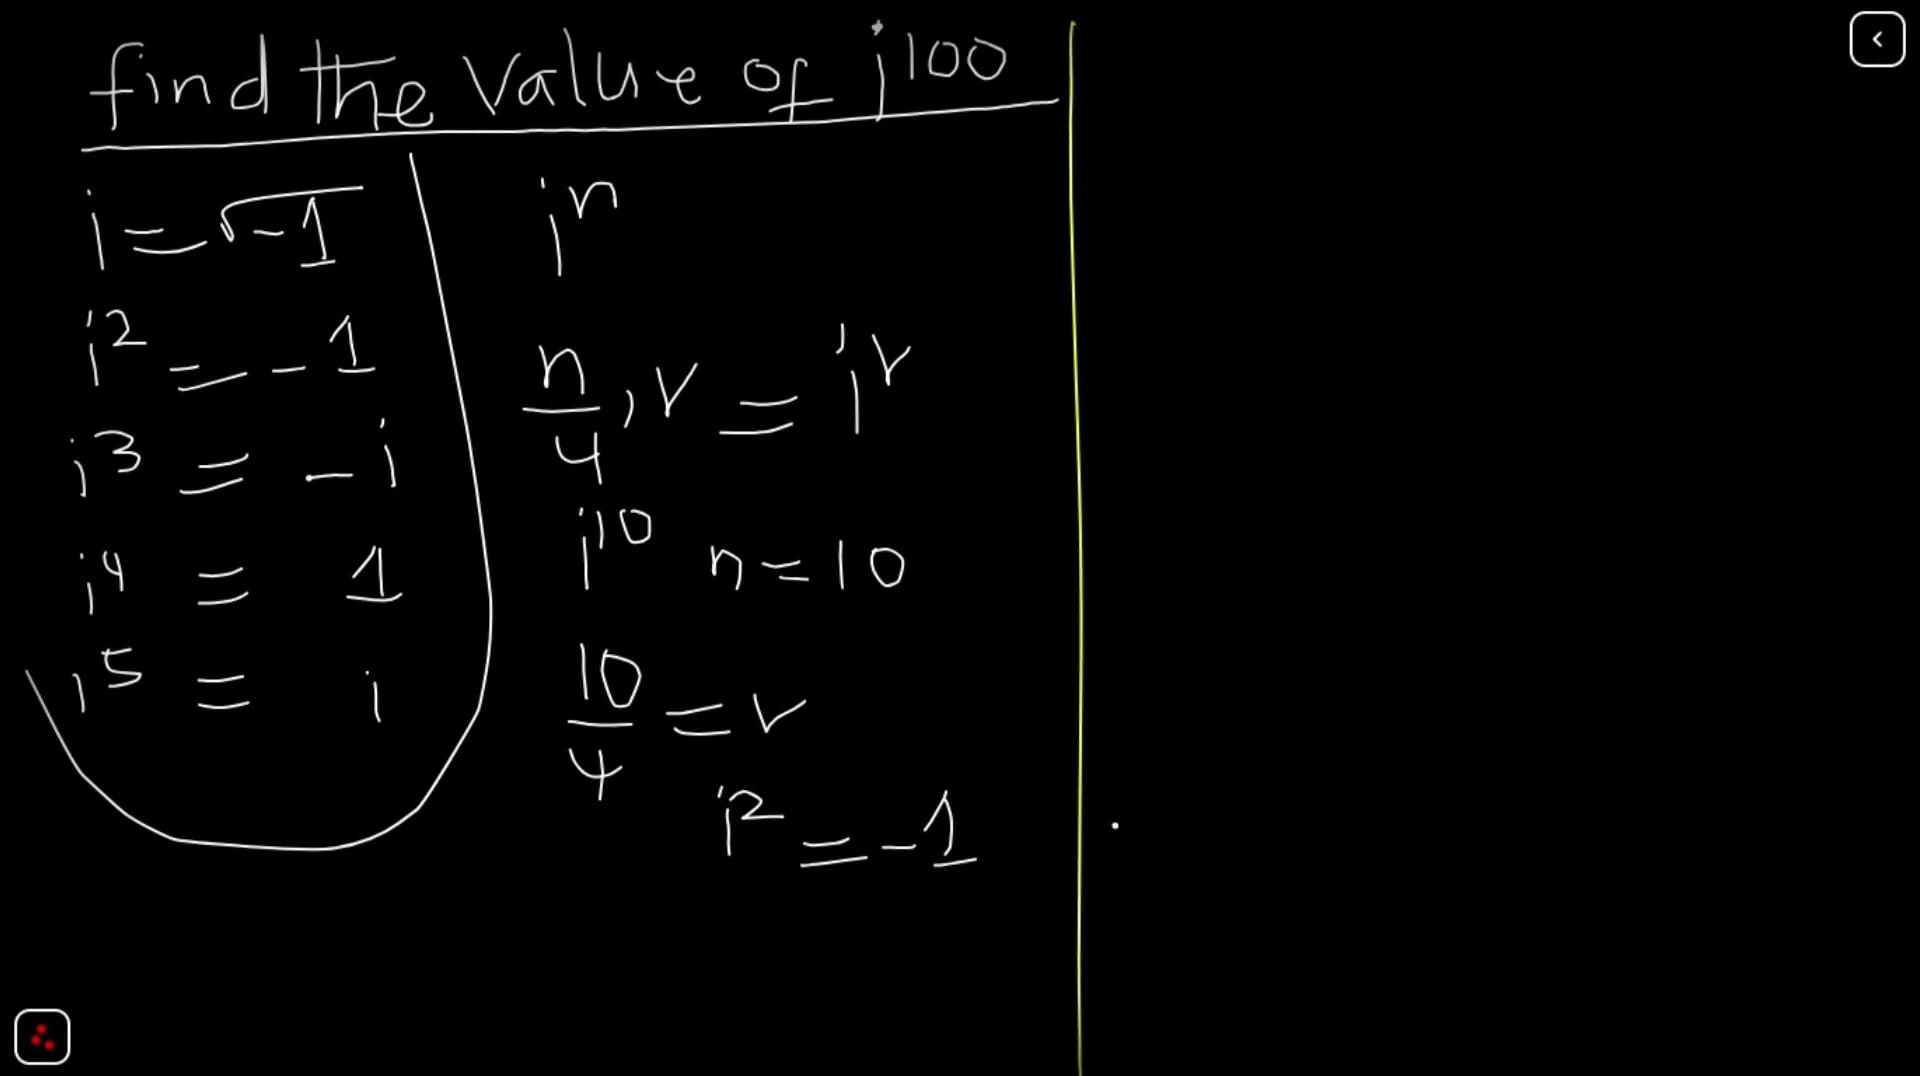 find the value of i¹⁰⁰
i = √-1
i² = -1
i³ = -i
i⁴ = 1
i⁵ = i
iⁿ
n/4, r = iʳ
i¹⁰ n = 10
10/4 = r
i² = -1